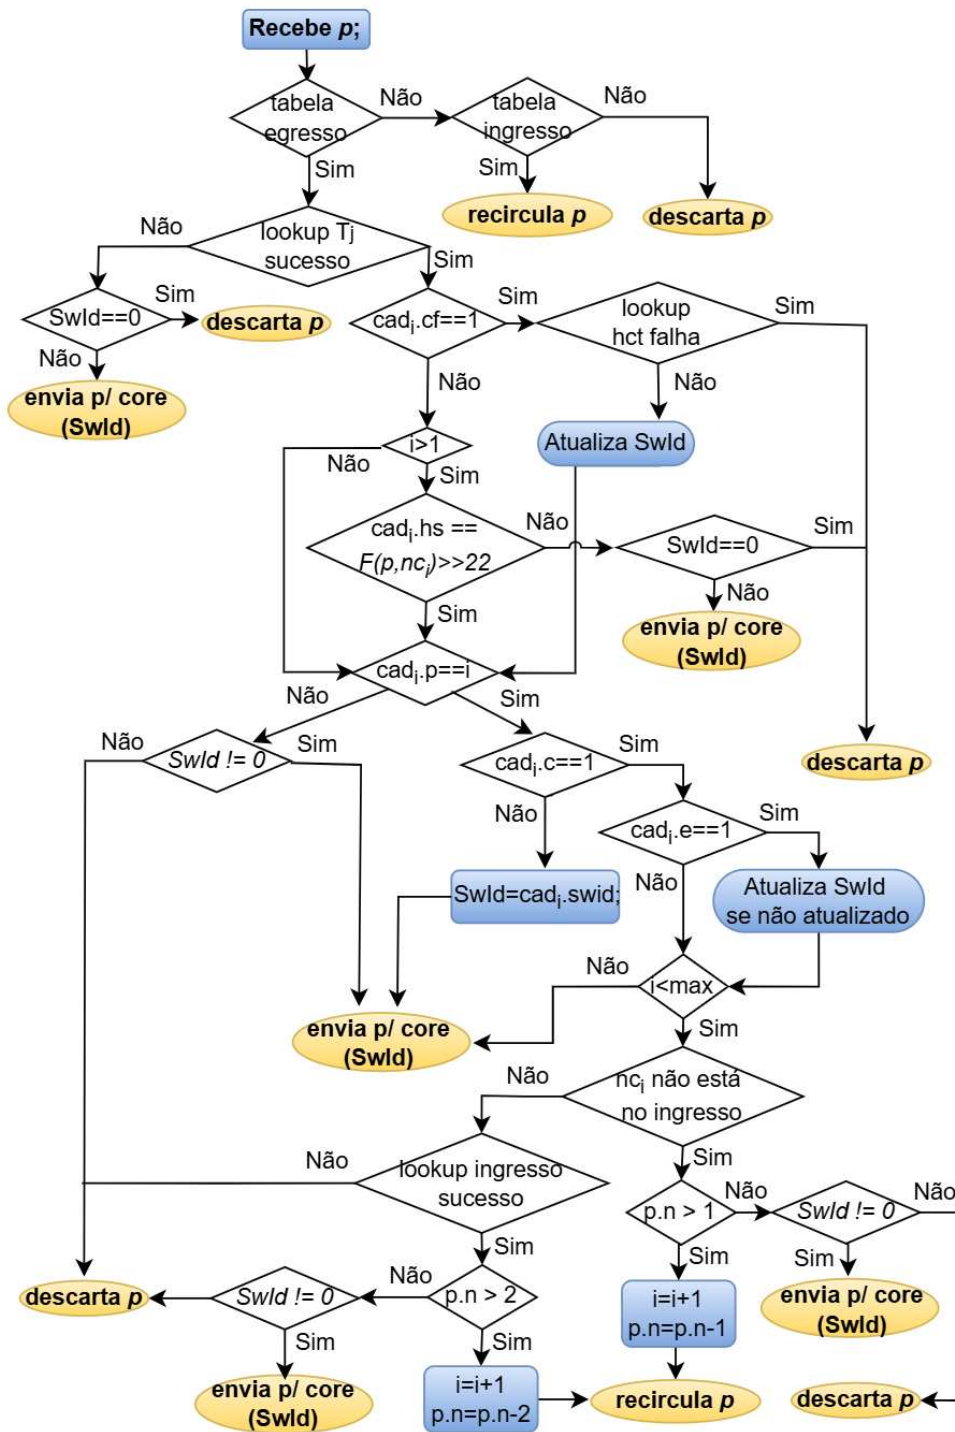 Recebe p;
tabela
egresso
Não
tabela
ingresso
Não
Sim
Sim
recircula p
descarta p
Não
lookup Tj
sucesso
Sim
SwId==0
Sim
descarta p
Não
envia p/ core
(SwId)
cadi.cf==1
Sim
lookup
hct falha
Sim
Não
Não
Atualiza SwId
i>1
Não
Sim
cadi.hs ==
F(p,nci)>>22
Não
SwId==0
Sim
Não
envia p/ core
(SwId)
Sim
cadi.p==i
Não
Sim
Não
SwId != 0
Sim
cadi.c==1
Sim
descarta p
Não
cadi.e==1
Sim
SwId=cadi.swid;
Não
Atualiza SwId
se não atualizado
Não
i<max
envia p/ core
(SwId)
Sim
Não
nci não está
no ingresso
Não
lookup ingresso
sucesso
Sim
p.n > 1
Não
SwId != 0
Não
Sim
Sim
Sim
descarta p
SwId != 0
Não
p.n > 2
i=i+1
p.n=p.n-1
envia p/ core
(SwId)
Sim
Sim
envia p/ core
(SwId)
i=i+1
p.n=p.n-2
recircula p
descarta p